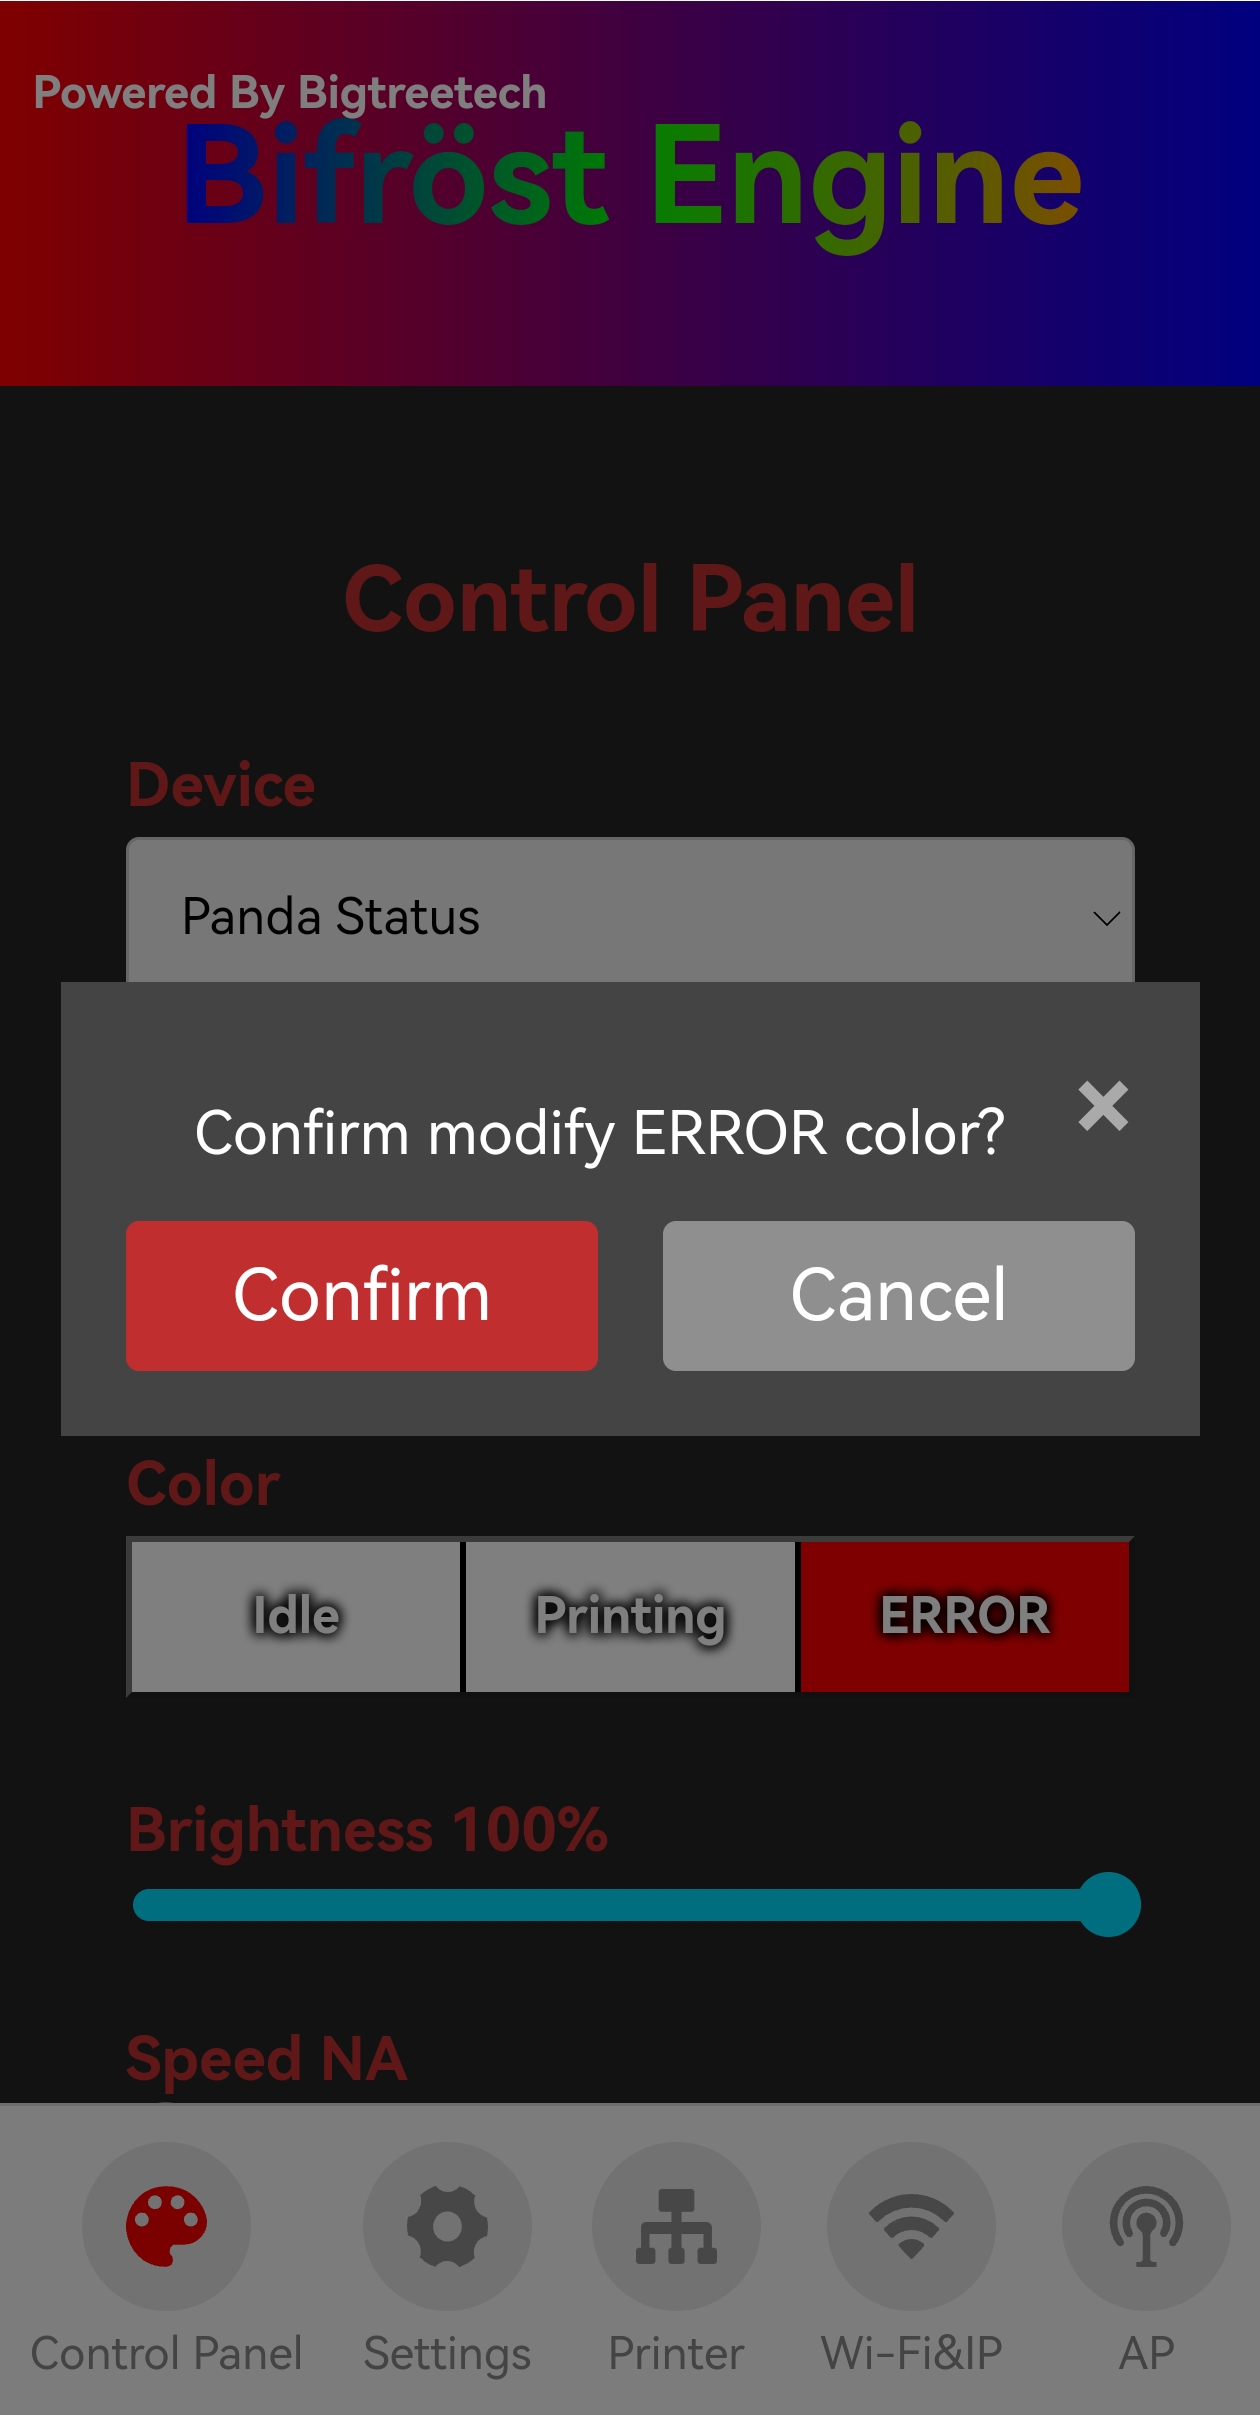 Powered By Bigtreetech
Bifröst Engine
Control Panel
Device
Panda Status
Confirm modify ERROR color?
×
Confirm
Cancel
Color
Idle
Printing
ERROR
Brightness 100%
Speed NA
Control Panel
Settings
Printer
Wi-Fi&IP
AP